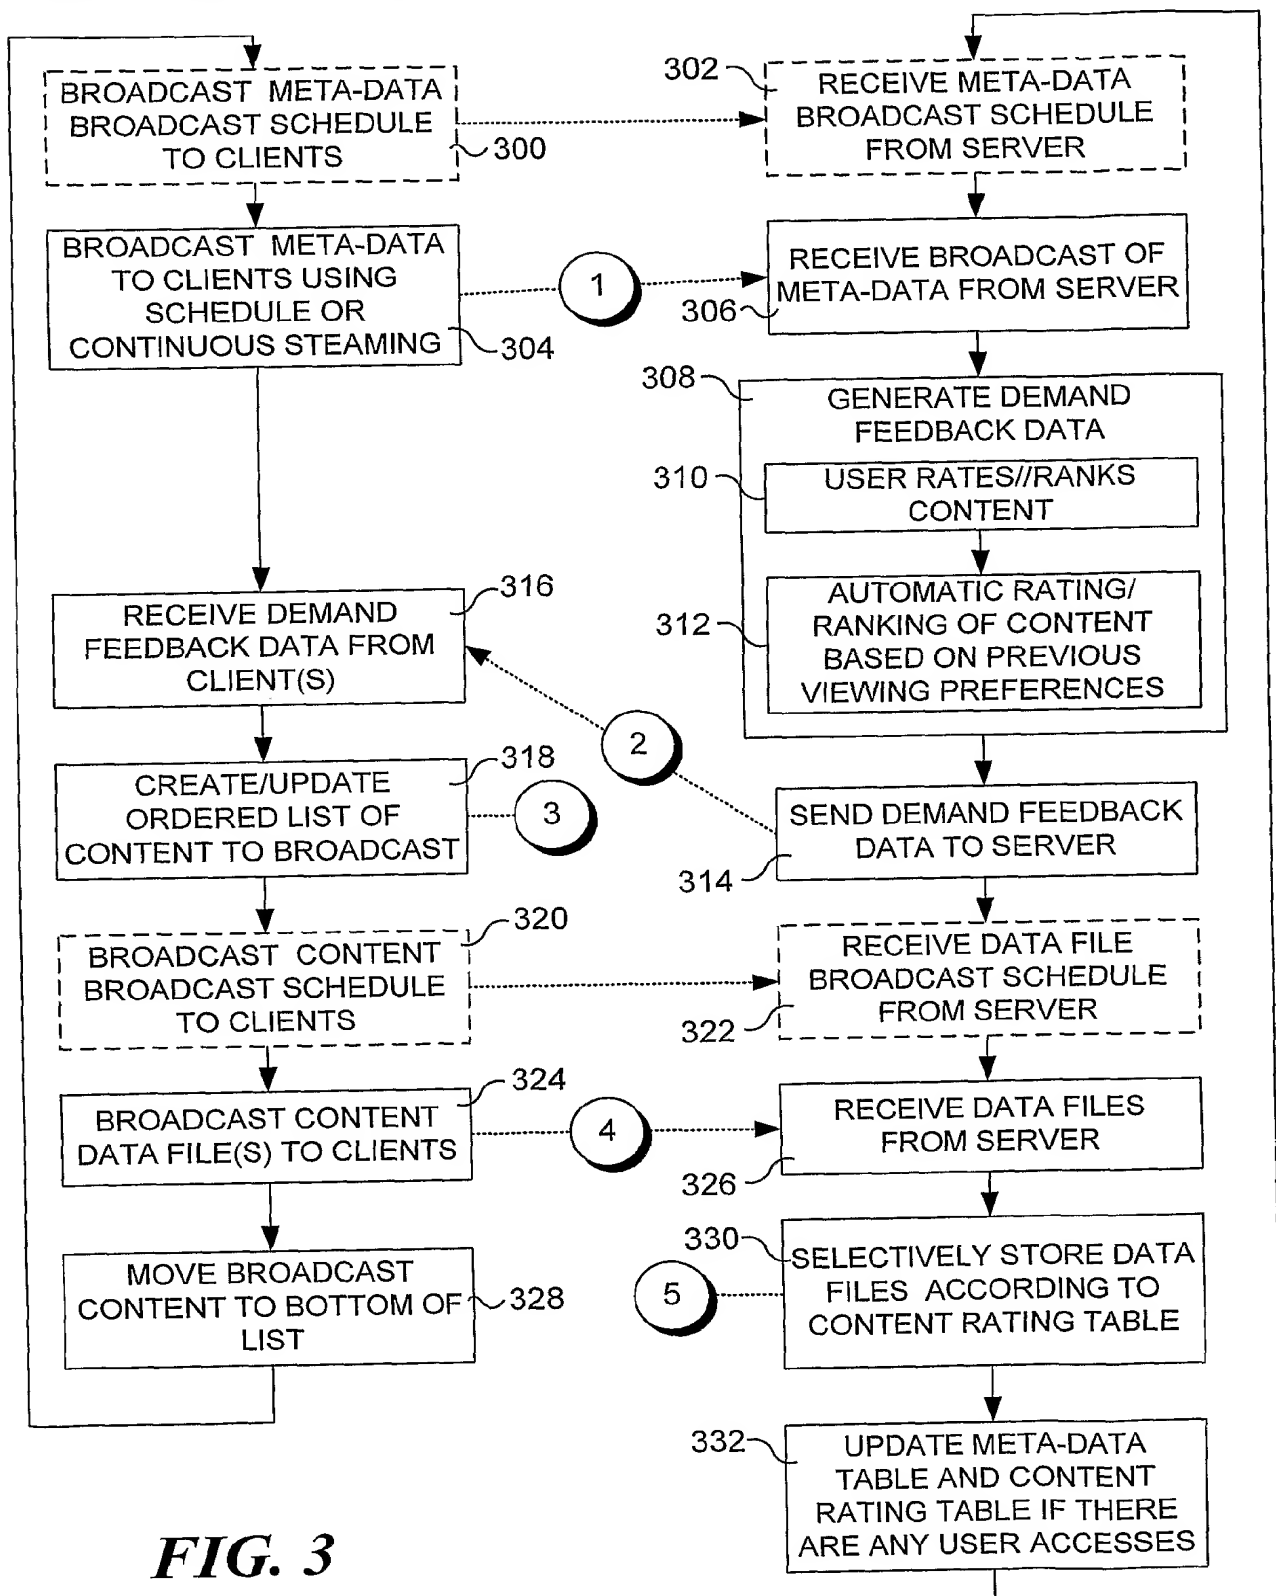 BROADCAST META-DATA
BROADCAST SCHEDULE
TO CLIENTS
300
302
RECEIVE META-DATA
BROADCAST SCHEDULE
FROM SERVER
BROADCAST META-DATA
TO CLIENTS USING
SCHEDULE OR
CONTINUOUS STEAMING
304
1
RECEIVE BROADCAST OF
META-DATA FROM SERVER
306
308
GENERATE DEMAND
FEEDBACK DATA
310
USER RATES//RANKS
CONTENT
312
AUTOMATIC RATING/
RANKING OF CONTENT
BASED ON PREVIOUS
VIEWING PREFERENCES
316
RECEIVE DEMAND
FEEDBACK DATA FROM
CLIENT(S)
2
318
CREATE/UPDATE
ORDERED LIST OF
CONTENT TO BROADCAST
3
SEND DEMAND FEEDBACK
DATA TO SERVER
314
320
BROADCAST CONTENT
BROADCAST SCHEDULE
TO CLIENTS
RECEIVE DATA FILE
BROADCAST SCHEDULE
FROM SERVER
322
324
BROADCAST CONTENT
DATA FILE(S) TO CLIENTS
4
RECEIVE DATA FILES
FROM SERVER
326
MOVE BROADCAST
CONTENT TO BOTTOM OF
LIST
328
330
SELECTIVELY STORE DATA
FILES ACCORDING TO
CONTENT RATING TABLE
5
332
UPDATE META-DATA
TABLE AND CONTENT
RATING TABLE IF THERE
ARE ANY USER ACCESSES
FIG. 3